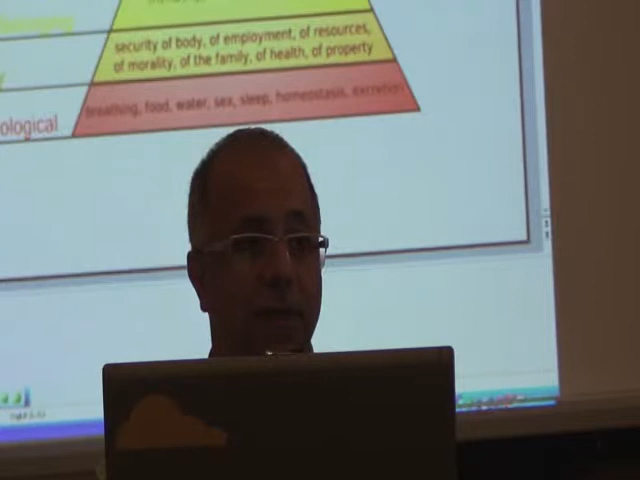 security of body, of employment, of resources,
of morality, of the family, of health, of property
breathing, food, water, sex, sleep, homeostasis, excretion
ological